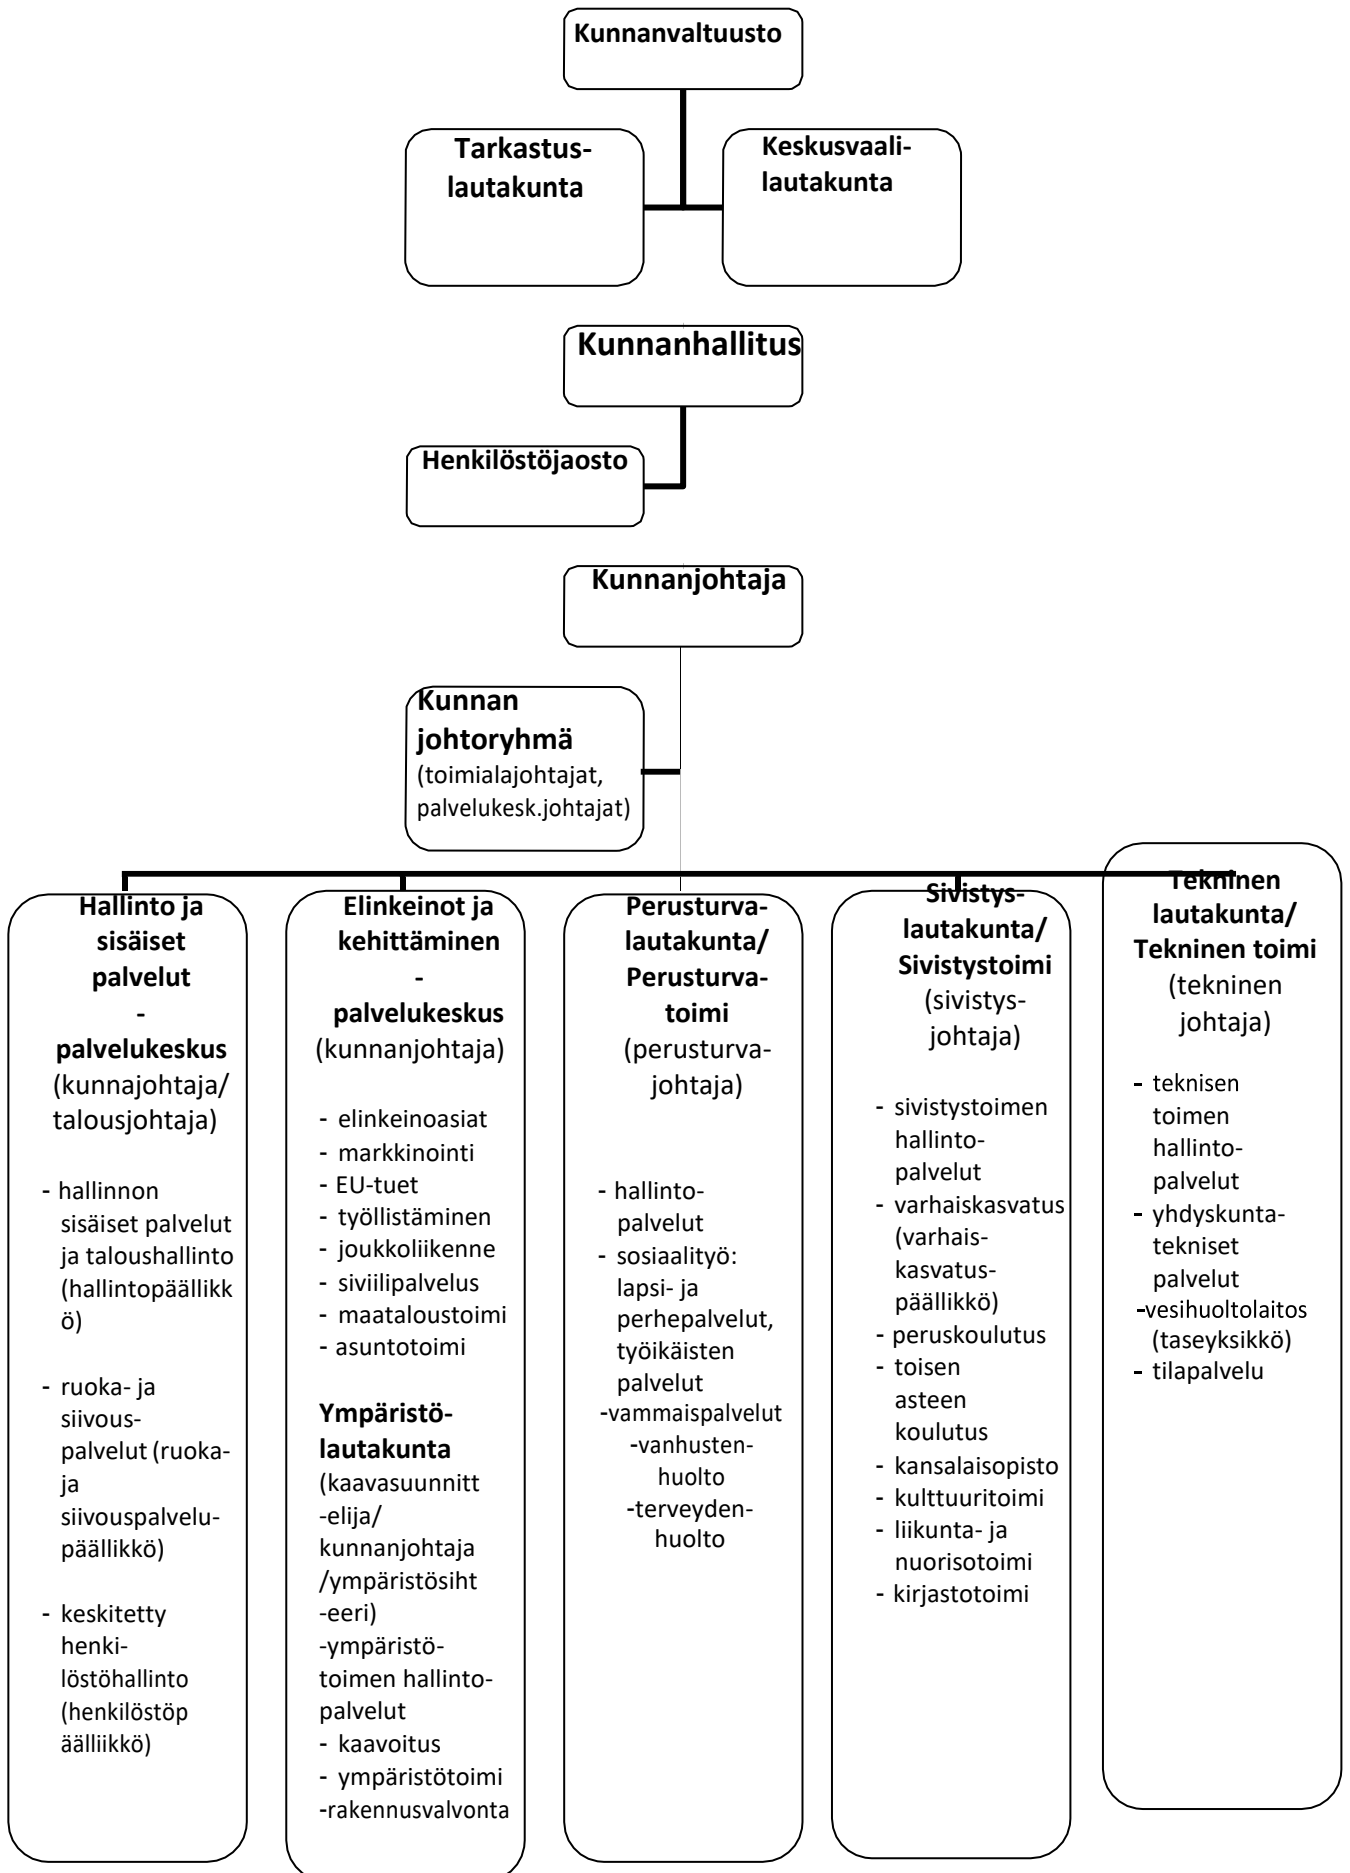 Kunnanvaltuusto
Tarkastus-
lautakunta
Keskusvaali-
lautakunta
Kunnanhallitus
Henkilöstöjaosto
Kunnanjohtaja
Kunnan
johtoryhmä
(toimialajohtajat,
palvelukesk.johtajat)
Hallinto ja
sisäiset
palvelut
-
palvelukeskus
(kunnajohtaja/
talousjohtaja)
- hallinnon
sisäiset palvelut
ja taloushallinto
(hallintopäällikk
ö)
- ruoka- ja
siivous-
palvelut (ruoka-
ja
siivouspalvelu-
päällikkö)
- keskitetty
henki-
löstöhallinto
(henkilöstöp
äälliikkö)
Elinkeinot ja
kehittäminen
-
palvelukeskus
(kunnanjohtaja)
- elinkeinoasiat
- markkinointi
- EU-tuet
- työllistäminen
- joukkoliikenne
- siviilipalvelus
- maataloustoimi
- asuntotoimi
Ympäristö-
lautakunta
(kaavasuunnitt
-elija/
kunnanjohtaja
/ympäristösiht
-eeri)
-ympäristö-
toimen hallinto-
palvelut
- kaavoitus
- ympäristötoimi
-rakennusvalvonta
Perusturva-
lautakunta/
Perusturva-
toimi
(perusturva-
johtaja)
- hallinto-
palvelut
- sosiaalityö:
lapsi- ja
perhepalvelut,
työikäisten
palvelut
-vammaispalvelut
-vanhusten-
huolto
-terveyden-
huolto
Sivistys-
lautakunta/
Sivistystoimi
(sivistys-
johtaja)
- sivistystoimen
hallinto-
palvelut
- varhaiskasvatus
(varhais-
kasvatus-
päällikkö)
- peruskoulutus
- toisen
asteen
koulutus
- kansalaisopisto
- kulttuuritoimi
- liikunta- ja
nuorisotoimi
- kirjastotoimi
Tekninen
lautakunta/
Tekninen toimi
(tekninen
johtaja)
- teknisen
toimen
hallinto-
palvelut
- yhdyskunta-
tekniset
palvelut
-vesihuoltolaitos
(taseyksikkö)
- tilapalvelu